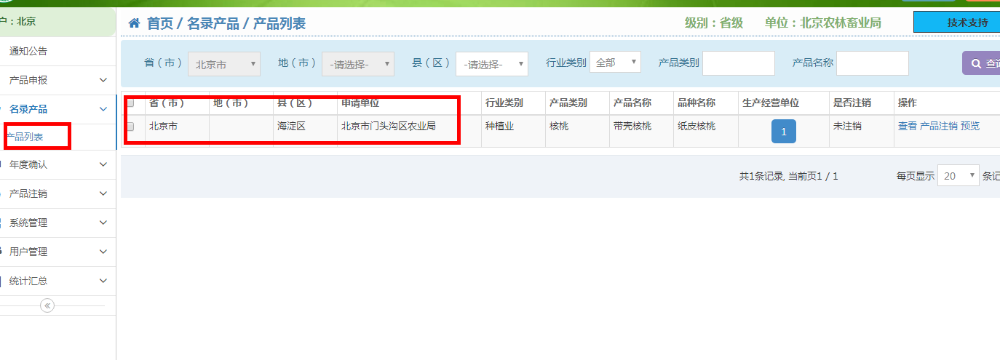 户：北京
首页 / 名录产品 / 产品列表
级别：省级
单位：北京农林畜业局
技术支持
通知公告
产品申报
名录产品
产品列表
年度确认
产品注销
系统管理
用户管理
统计汇总
省（市） 北京市 地（市） -请选择- 县（区） -请选择- 行业类别 全部 产品类别 产品名称
省（市） 地（市） 县（区） 申请单位 行业类别 产品类别 产品名称 品种名称 生产经营单位 是否注销 操作
北京市 海淀区 北京市门头沟区农业局 种植业 核桃 带壳核桃 纸皮核桃 1 未注销 查看 产品注销 预览
共1条记录, 当前页1 / 1 每页显示 20 条